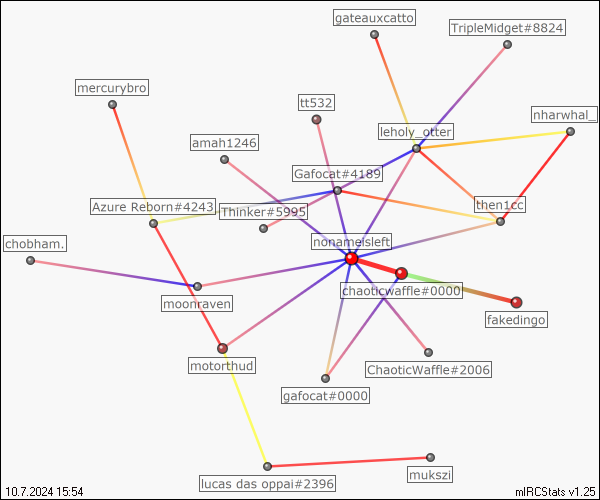 gateauxcatto
TripleMidget#8824
mercurybro
tt532
nharwhal_
leholy_otter
amah1246
Gafocat#4189
Azure Reborn#4243
Thinker#5995
then1cc
chobham.
nonameisleft
chaoticwaffle#0000
moonraven
fakedingo
motorthud
ChaoticWaffle#2006
gafocat#0000
mukszi
lucas das oppai#2396
10.7.2024 15:54
mIRCStats v1.25